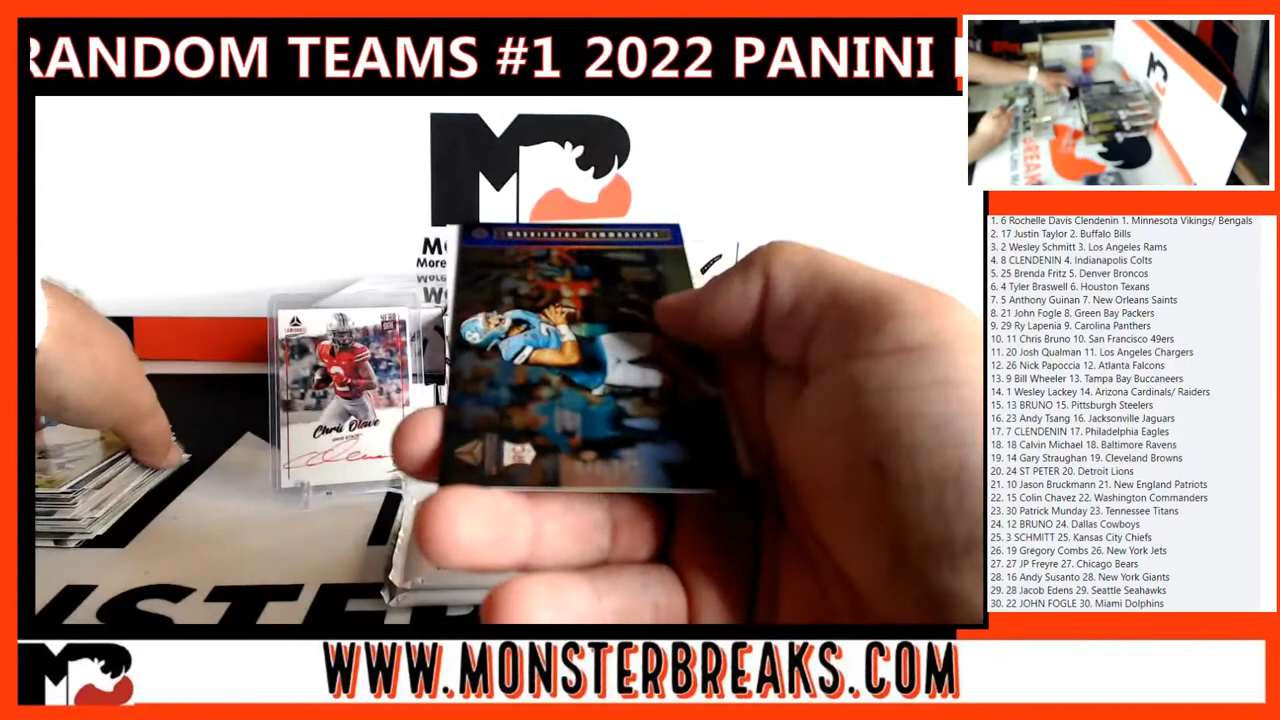 RANDOM TEAMS #1 2022 PANINI
MB
M
More
W
WASHINGTON COMMANDERS
LUMINANCE
YEAR
ONE
Chris Olave
OHIO STATE
BREAKS
1. 6 Rochelle Davis Clendenin 1. Minnesota Vikings/ Bengals
2. 17 Justin Taylor 2. Buffalo Bills
3. 2 Wesley Schmitt 3. Los Angeles Rams
4. 8 CLENDENIN 4. Indianapolis Colts
5. 25 Brenda Fritz 5. Denver Broncos
6. 4 Tyler Braswell 6. Houston Texans
7. 5 Anthony Guinan 7. New Orleans Saints
8. 21 John Fogle 8. Green Bay Packers
9. 29 Ry Lapenia 9. Carolina Panthers
10. 11 Chris Bruno 10. San Francisco 49ers
11. 20 Josh Qualman 11. Los Angeles Chargers
12. 26 Nick Papoccia 12. Atlanta Falcons
13. 9 Bill Wheeler 13. Tampa Bay Buccaneers
14. 1 Wesley Lackey 14. Arizona Cardinals/ Raiders
15. 13 BRUNO 15. Pittsburgh Steelers
16. 23 Andy Tsang 16. Jacksonville Jaguars
17. 7 CLENDENIN 17. Philadelphia Eagles
18. 18 Calvin Michael 18. Baltimore Ravens
19. 14 Gary Straughan 19. Cleveland Browns
20. 24 ST PETER 20. Detroit Lions
21. 10 Jason Bruckmann 21. New England Patriots
22. 15 Colin Chavez 22. Washington Commanders
23. 30 Patrick Munday 23. Tennessee Titans
24. 12 BRUNO 24. Dallas Cowboys
25. 3 SCHMITT 25. Kansas City Chiefs
26. 19 Gregory Combs 26. New York Jets
27. 27 JP Freyre 27. Chicago Bears
28. 16 Andy Susanto 28. New York Giants
29. 28 Jacob Edens 29. Seattle Seahawks
30. 22 JOHN FOGLE 30. Miami Dolphins
WWW.MONSTERBREAKS.COM